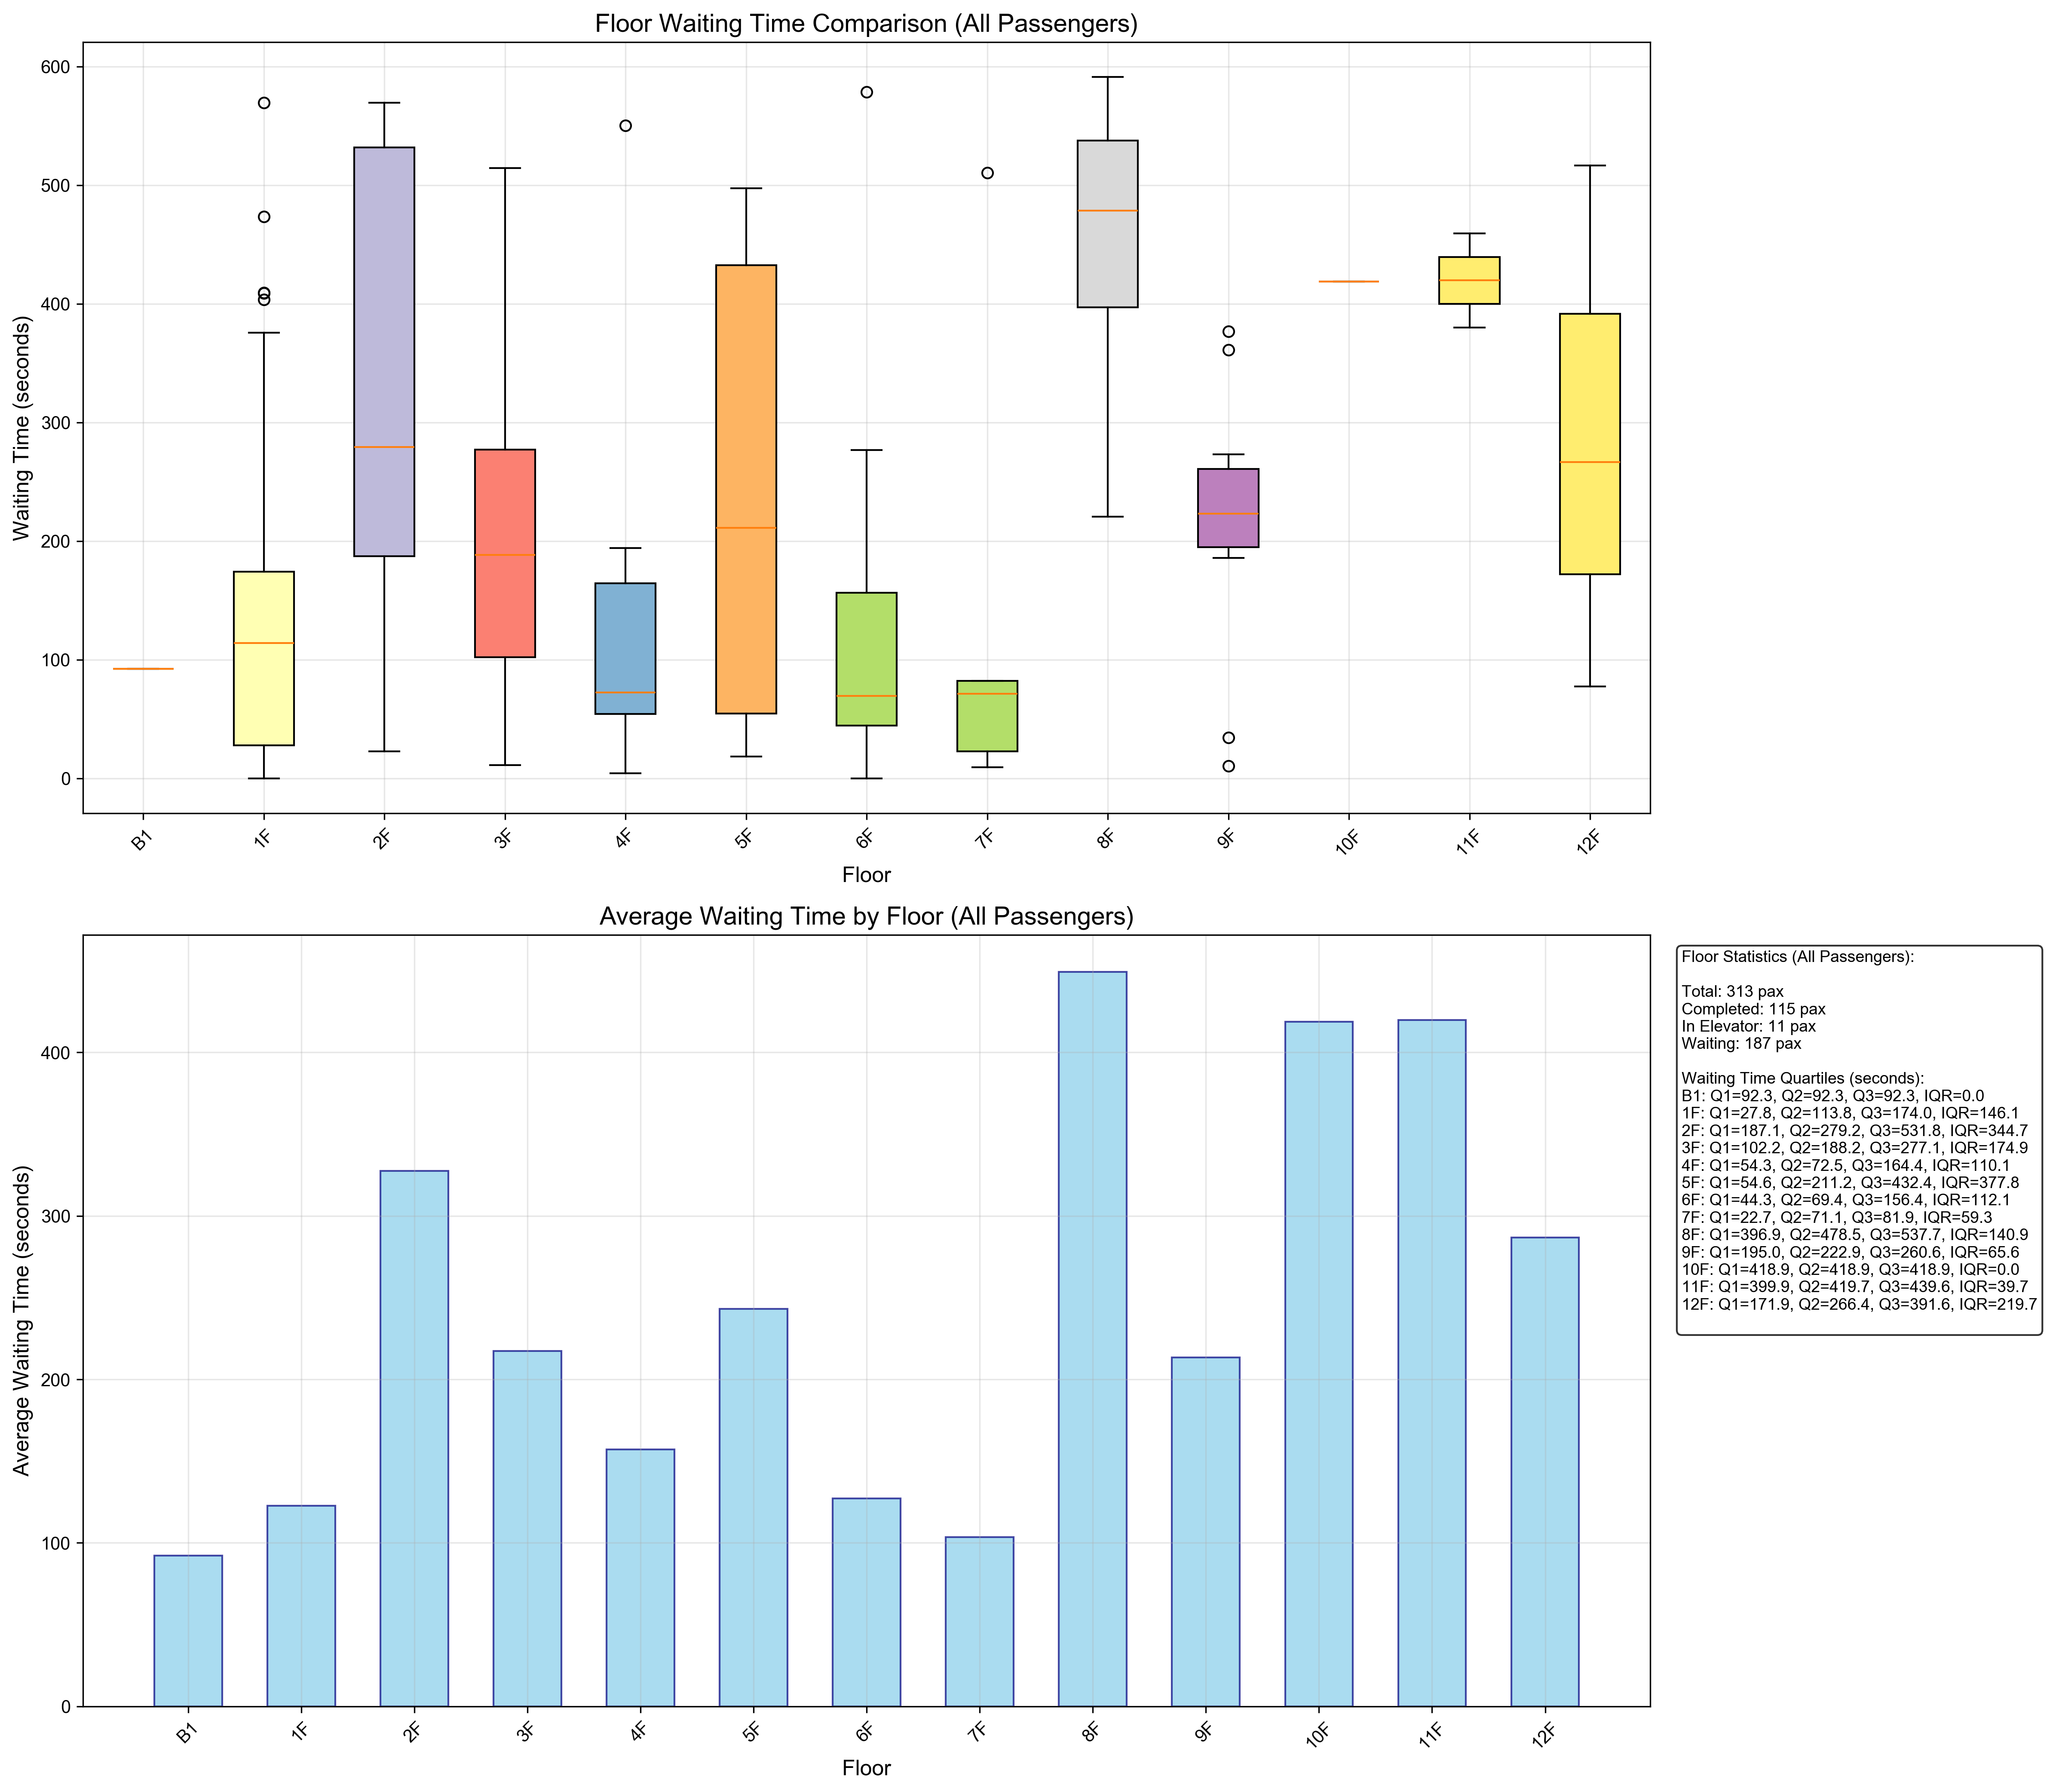 Floor Waiting Time Comparison (All Passengers)
600
500
400
300
200
100
0
Waiting Time (seconds)
B1 1F 2F 3F 4F 5F 6F 7F 8F 9F 10F 11F 12F
Floor
Average Waiting Time by Floor (All Passengers)
400
300
200
100
0
Average Waiting Time (seconds)
B1 1F 2F 3F 4F 5F 6F 7F 8F 9F 10F 11F 12F
Floor
Floor Statistics (All Passengers):
Total: 313 pax
Completed: 115 pax
In Elevator: 11 pax
Waiting: 187 pax
Waiting Time Quartiles (seconds):
B1: Q1=92.3, Q2=92.3, Q3=92.3, IQR=0.0
1F: Q1=27.8, Q2=113.8, Q3=174.0, IQR=146.1
2F: Q1=187.1, Q2=279.2, Q3=531.8, IQR=344.7
3F: Q1=102.2, Q2=188.2, Q3=277.1, IQR=174.9
4F: Q1=54.3, Q2=72.5, Q3=164.4, IQR=110.1
5F: Q1=54.6, Q2=211.2, Q3=432.4, IQR=377.8
6F: Q1=44.3, Q2=69.4, Q3=156.4, IQR=112.1
7F: Q1=22.7, Q2=71.1, Q3=81.9, IQR=59.3
8F: Q1=396.9, Q2=478.5, Q3=537.7, IQR=140.9
9F: Q1=195.0, Q2=222.9, Q3=260.6, IQR=65.6
10F: Q1=418.9, Q2=418.9, Q3=418.9, IQR=0.0
11F: Q1=399.9, Q2=419.7, Q3=439.6, IQR=39.7
12F: Q1=171.9, Q2=266.4, Q3=391.6, IQR=219.7